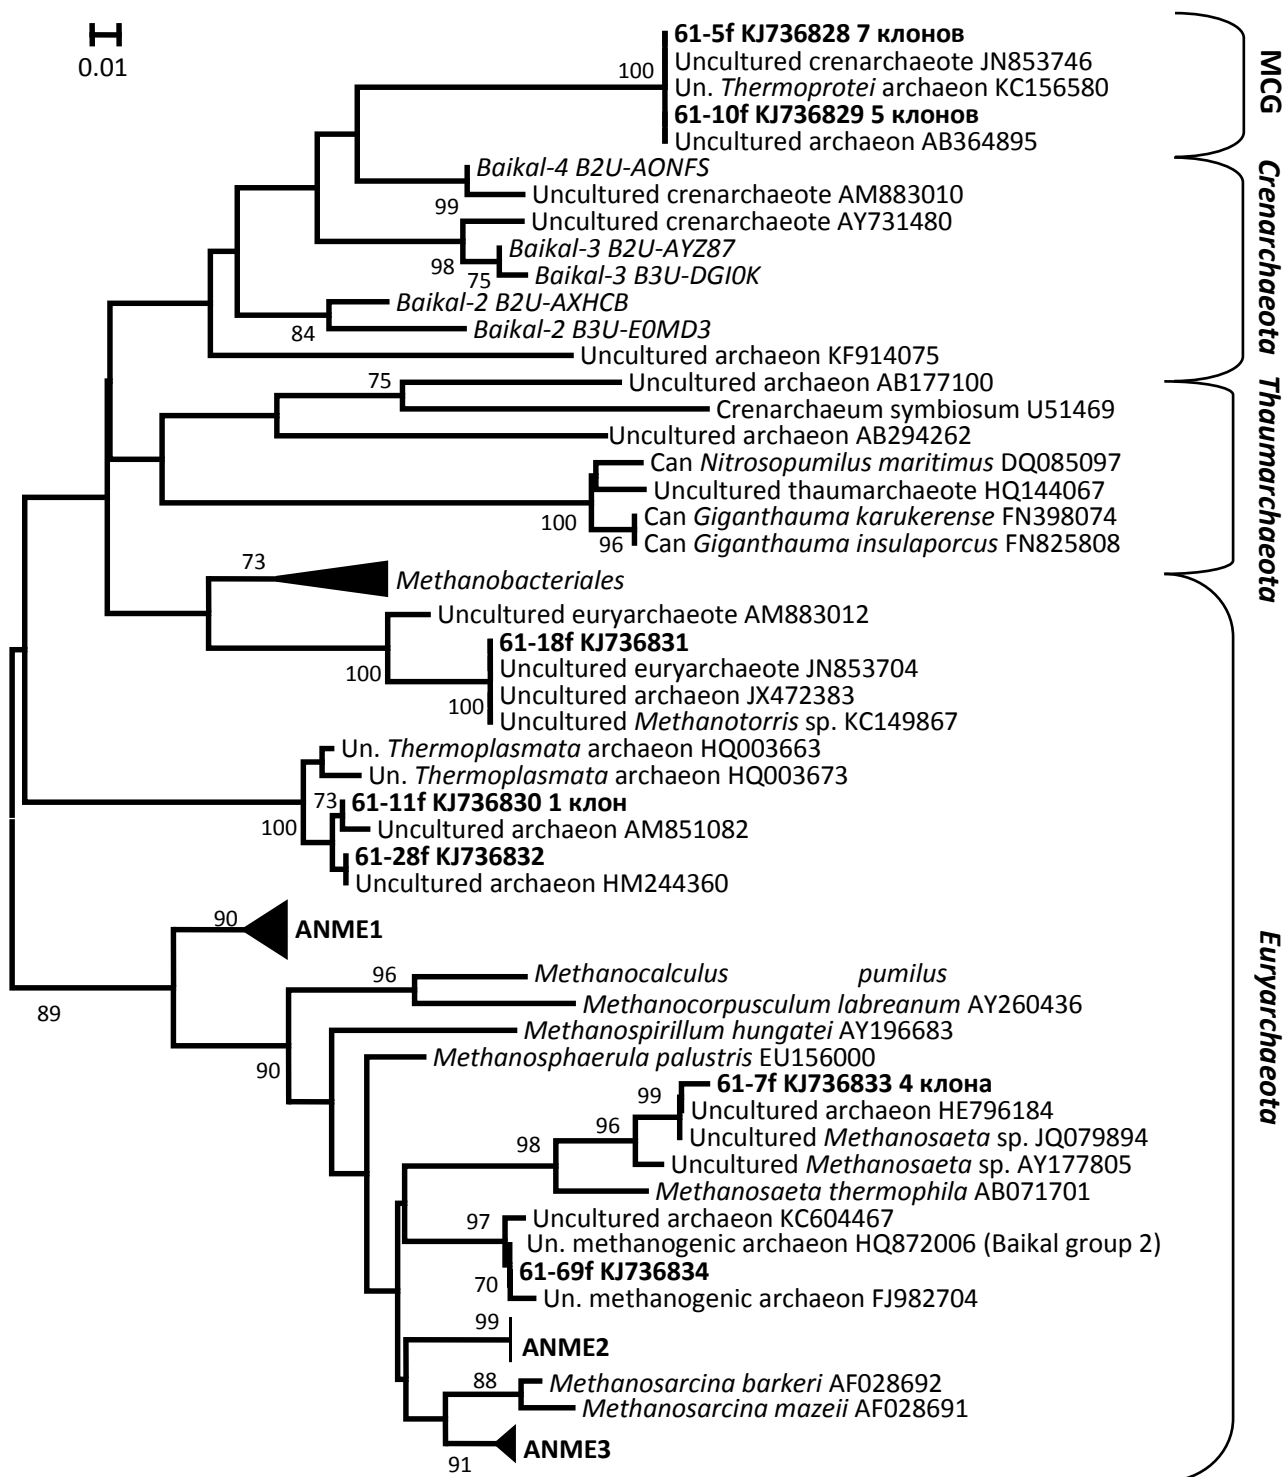 0.01
61-5f KJ736828 7 клонов
Uncultured crenarchaeote JN853746
100
Un. Thermoprotei archaeon KC156580
61-10f KJ736829 5 клонов
Uncultured archaeon AB364895
MCG
Baikal-4 B2U-AONFS
Uncultured crenarchaeote AM883010
99
Uncultured crenarchaeote AY731480
Baikal-3 B2U-AYZ87
98
Baikal-3 B3U-DGI0K
75
Baikal-2 B2U-AXHCB
Baikal-2 B3U-E0MD3
84
Uncultured archaeon KF914075
Crenarchaeota
Uncultured archaeon AB177100
75
Crenarchaeum symbiosum U51469
Uncultured archaeon AB294262
Can Nitrosopumilus maritimus DQ085097
Uncultured thaumarchaeote HQ144067
Can Giganthauma karukerense FN398074
100
Can Giganthauma insulaporcus FN825808
96
Thaumarchaeota
73
Methanobacteriales
Uncultured euryarchaeote AM883012
61-18f KJ736831
Uncultured euryarchaeote JN853704
100
Uncultured archaeon JX472383
100
Uncultured Methanotorris sp. KC149867
Un. Thermoplasmata archaeon HQ003663
Un. Thermoplasmata archaeon HQ003673
73
61-11f KJ736830 1 клон
100
Uncultured archaeon AM851082
61-28f KJ736832
Uncultured archaeon HM244360
90
ANME1
96
Methanocalculus pumilus
89
Methanocorpusculum labreanum AY260436
Methanospirillum hungatei AY196683
90
Methanosphaerula palustris EU156000
61-7f KJ736833 4 клона
99
Uncultured archaeon HE796184
96
Uncultured Methanosaeta sp. JQ079894
98
Uncultured Methanosaeta sp. AY177805
Methanosaeta thermophila AB071701
97
Uncultured archaeon KC604467
Un. methanogenic archaeon HQ872006 (Baikal group 2)
61-69f KJ736834
70
Un. methanogenic archaeon FJ982704
99
ANME2
88
Methanosarcina barkeri AF028692
Methanosarcina mazeii AF028691
ANME3
91
Euryarchaeota